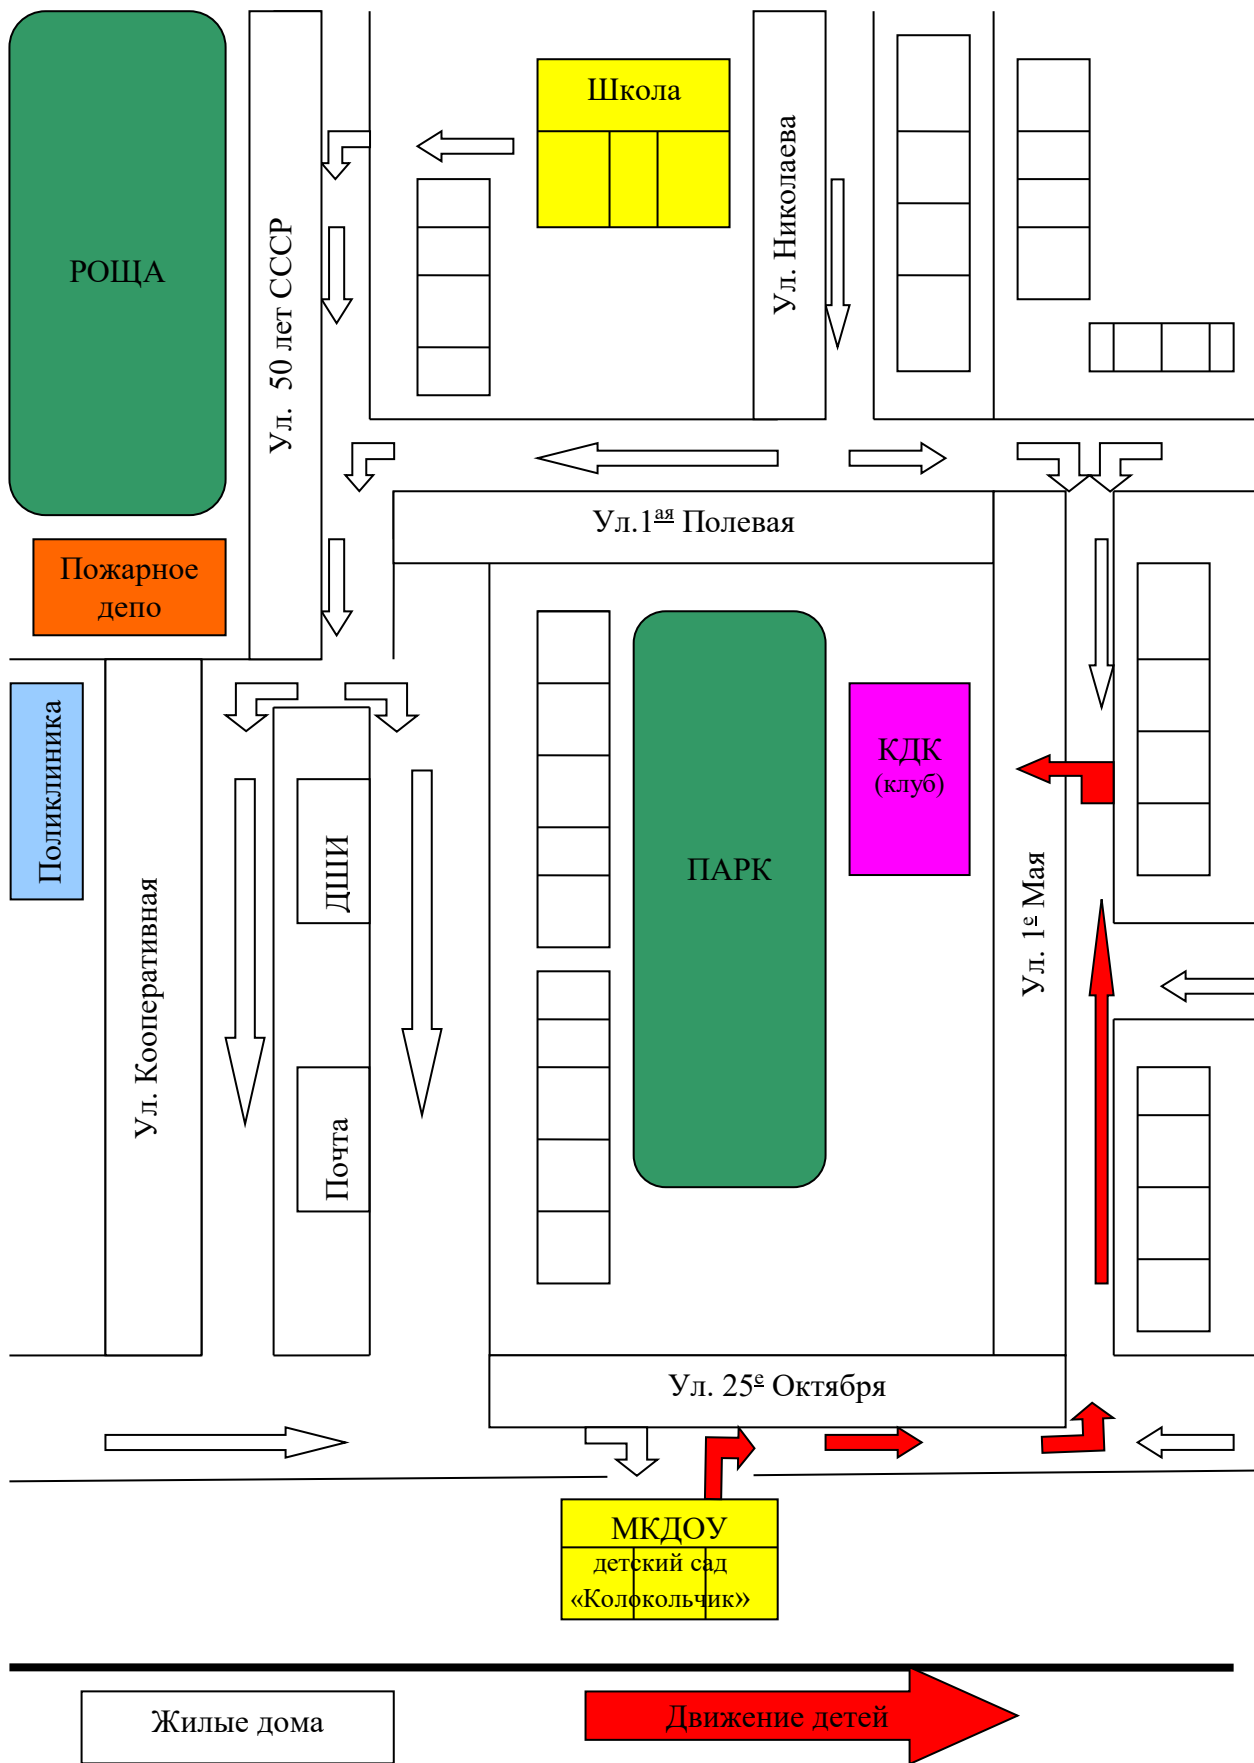 Школа
Ул. Николаева
РОЩА
Ул. 50 лет СССР
Ул.1ая Полевая
Пожарное
депо
Поликлиника
КДК
(клуб)
ДШИ
ПАРК
Ул. 1е Мая
Ул. Кооперативная
Почта
Ул. 25е Октября
МКДОУ
детский сад
«Колокольчик»
Жилые дома
Движение детей